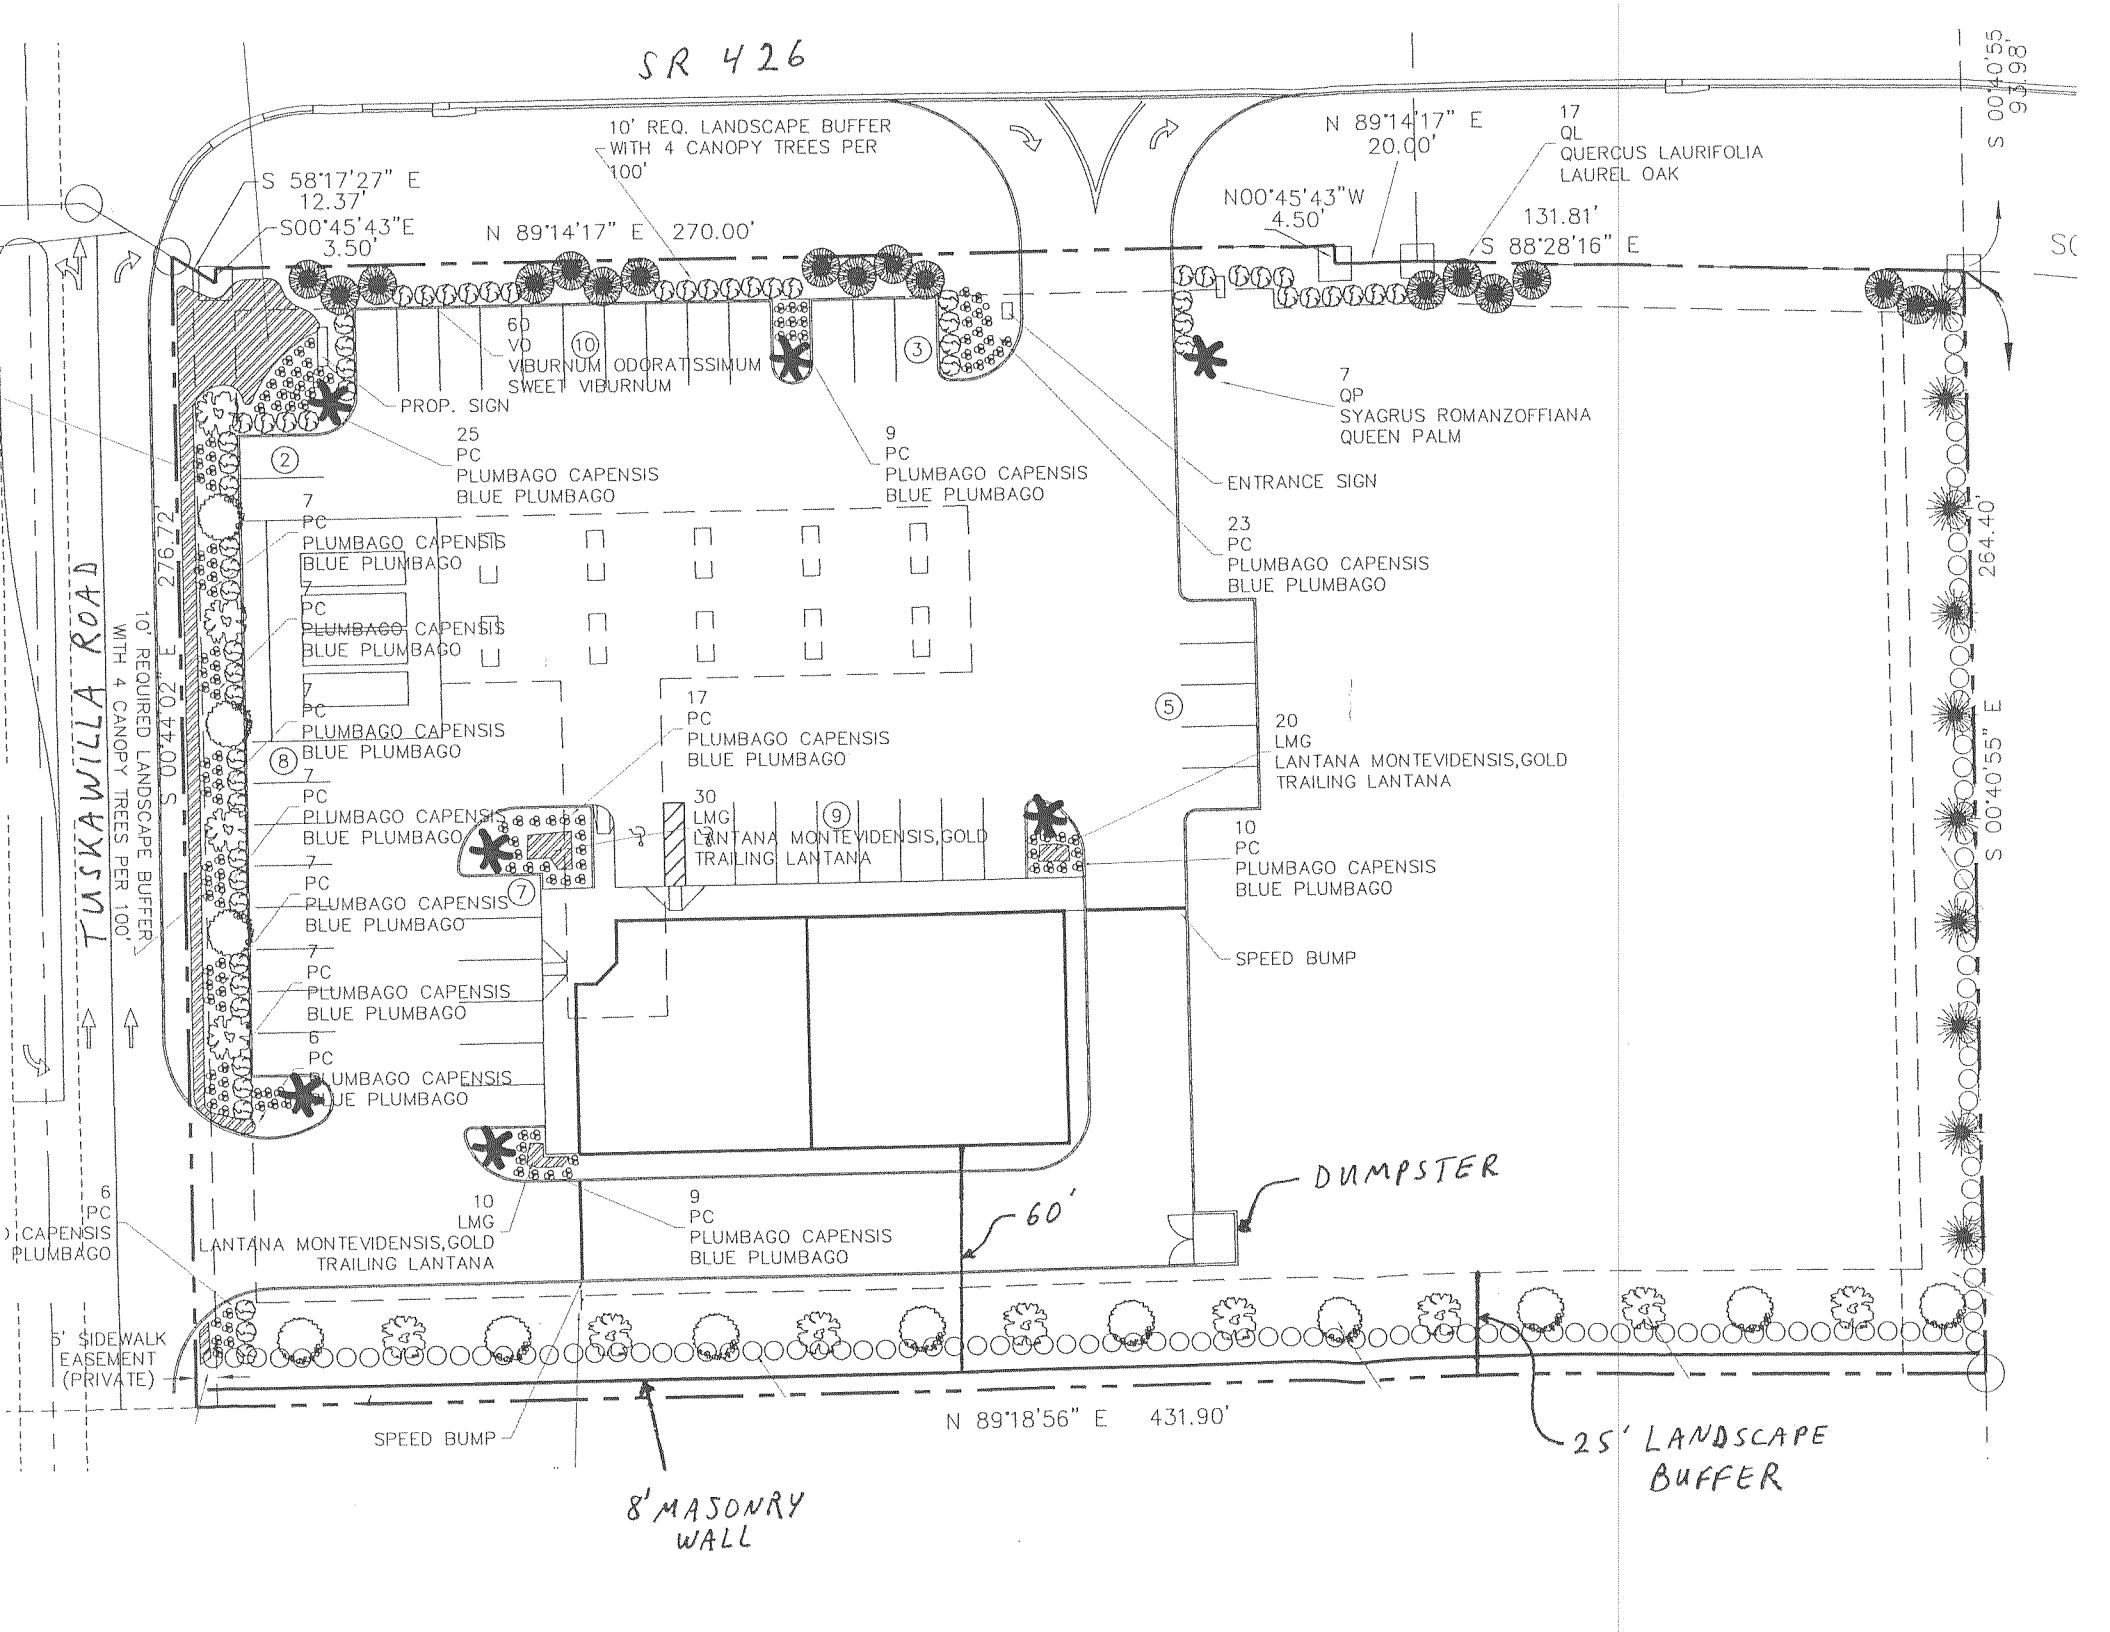 SR 426
S 00°40'55
93.98'
10' REQ. LANDSCAPE BUFFER
WITH 4 CANOPY TREES PER
100'
N 89°14'17" E
20.00'
17
QL
QUERCUS LAURIFOLIA
LAUREL OAK
S 58°17'27" E
12.37'
S00°45'43"E
3.50'
N 89°14'17" E 270.00'
N00°45'43"W
4.50'
131.81'
S 88°28'16" E
60
VO
VIBURNUM ODORATISSIMUM
SWEET VIBURNUM
10
3
PROP. SIGN
7
QP
SYAGRUS ROMANZOFFIANA
QUEEN PALM
25
PC
PLUMBAGO CAPENSIS
BLUE PLUMBAGO
9
PC
PLUMBAGO CAPENSIS
BLUE PLUMBAGO
2
ENTRANCE SIGN
7
PC
PLUMBAGO CAPENSIS
BLUE PLUMBAGO
23
PC
PLUMBAGO CAPENSIS
BLUE PLUMBAGO
7
PC
PLUMBAGO CAPENSIS
BLUE PLUMBAGO
264.40'
S 00°40'55" E
276.72'
S 00°44'02" E
TUSKAWILLA ROAD
10' REQUIRED LANDSCAPE BUFFER
WITH 4 CANOPY TREES PER 100'
7
PC
PLUMBAGO CAPENSIS
BLUE PLUMBAGO
17
PC
PLUMBAGO CAPENSIS
BLUE PLUMBAGO
5
20
LMG
LANTANA MONTEVIDENSIS,GOLD
TRAILING LANTANA
8
7
PC
PLUMBAGO CAPENSIS
BLUE PLUMBAGO
30
LMG
LANTANA MONTEVIDENSIS,GOLD
TRAILING LANTANA
9
10
PC
PLUMBAGO CAPENSIS
BLUE PLUMBAGO
7
PC
PLUMBAGO CAPENSIS
BLUE PLUMBAGO
7
7
PC
PLUMBAGO CAPENSIS
BLUE PLUMBAGO
SPEED BUMP
6
PC
PLUMBAGO CAPENSIS
BLUE PLUMBAGO
DUMPSTER
6
PC
CAPENSIS
PLUMBAGO
10
LMG
LANTANA MONTEVIDENSIS,GOLD
TRAILING LANTANA
9
PC
PLUMBAGO CAPENSIS
BLUE PLUMBAGO
60'
5' SIDEWALK
EASEMENT
(PRIVATE)
N 89°18'56" E 431.90'
SPEED BUMP
25' LANDSCAPE
BUFFER
8' MASONRY
WALL